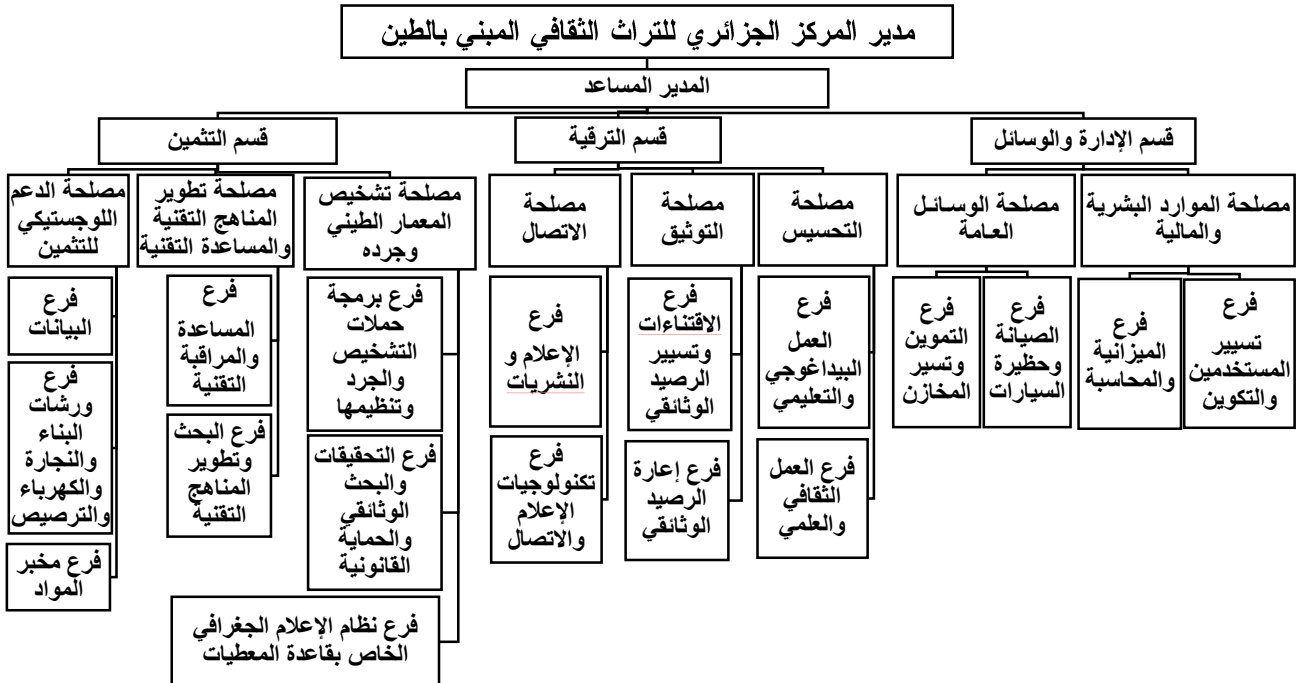 مدير المركز الجزائري للتراث الثقافي المبني بالطين
المدير المساعد
قسم الإدارة والوسائل
قسم الترقية
قسم التثمين
مصلحة الموارد البشرية
والمالية
مصلحة الوسائل
العامة
مصلحة
التحسيس
مصلحة
التوثيق
مصلحة
الاتصال
مصلحة تشخيص
المعمار الطيني
وجرده
مصلحة تطوير
المناهج التقنية
والمساعدة التقنية
مصلحة الدعم
اللوجستيكي
للتثمين
فرع
تسيير
المستخدمين
والتكوين
فرع
الميزانية
والمحاسبة
فرع
الصيانة
وحظيرة
السيارات
فرع
التموين
وتسير
المخازن
فرع
العمل
البيداغوجي
والتعليمي
فرع
الاقتناءات
وتسيير
الرصيد
الوثائقي
فرع
الإعلام و
النشريات
فرع برمجة
حملات
التشخيص
والجرد
وتنظيمها
فرع
المساعدة
والمراقبة
التقنية
فرع
البيانات
فرع العمل
الثقافي
والعلمي
فرع إعارة
الرصيد
الوثائقي
فرع
تكنولوجيات
الإعلام
والاتصال
فرع التحقيقات
والبحث
الوثائقي
والحماية
القانونية
فرع البحث
وتطوير
المناهج
التقنية
فرع
ورشات
البناء
والنجارة
والكهرباء
والترصيص
فرع مخبر
المواد
فرع نظام الإعلام الجغرافي
الخاص بقاعدة المعطيات